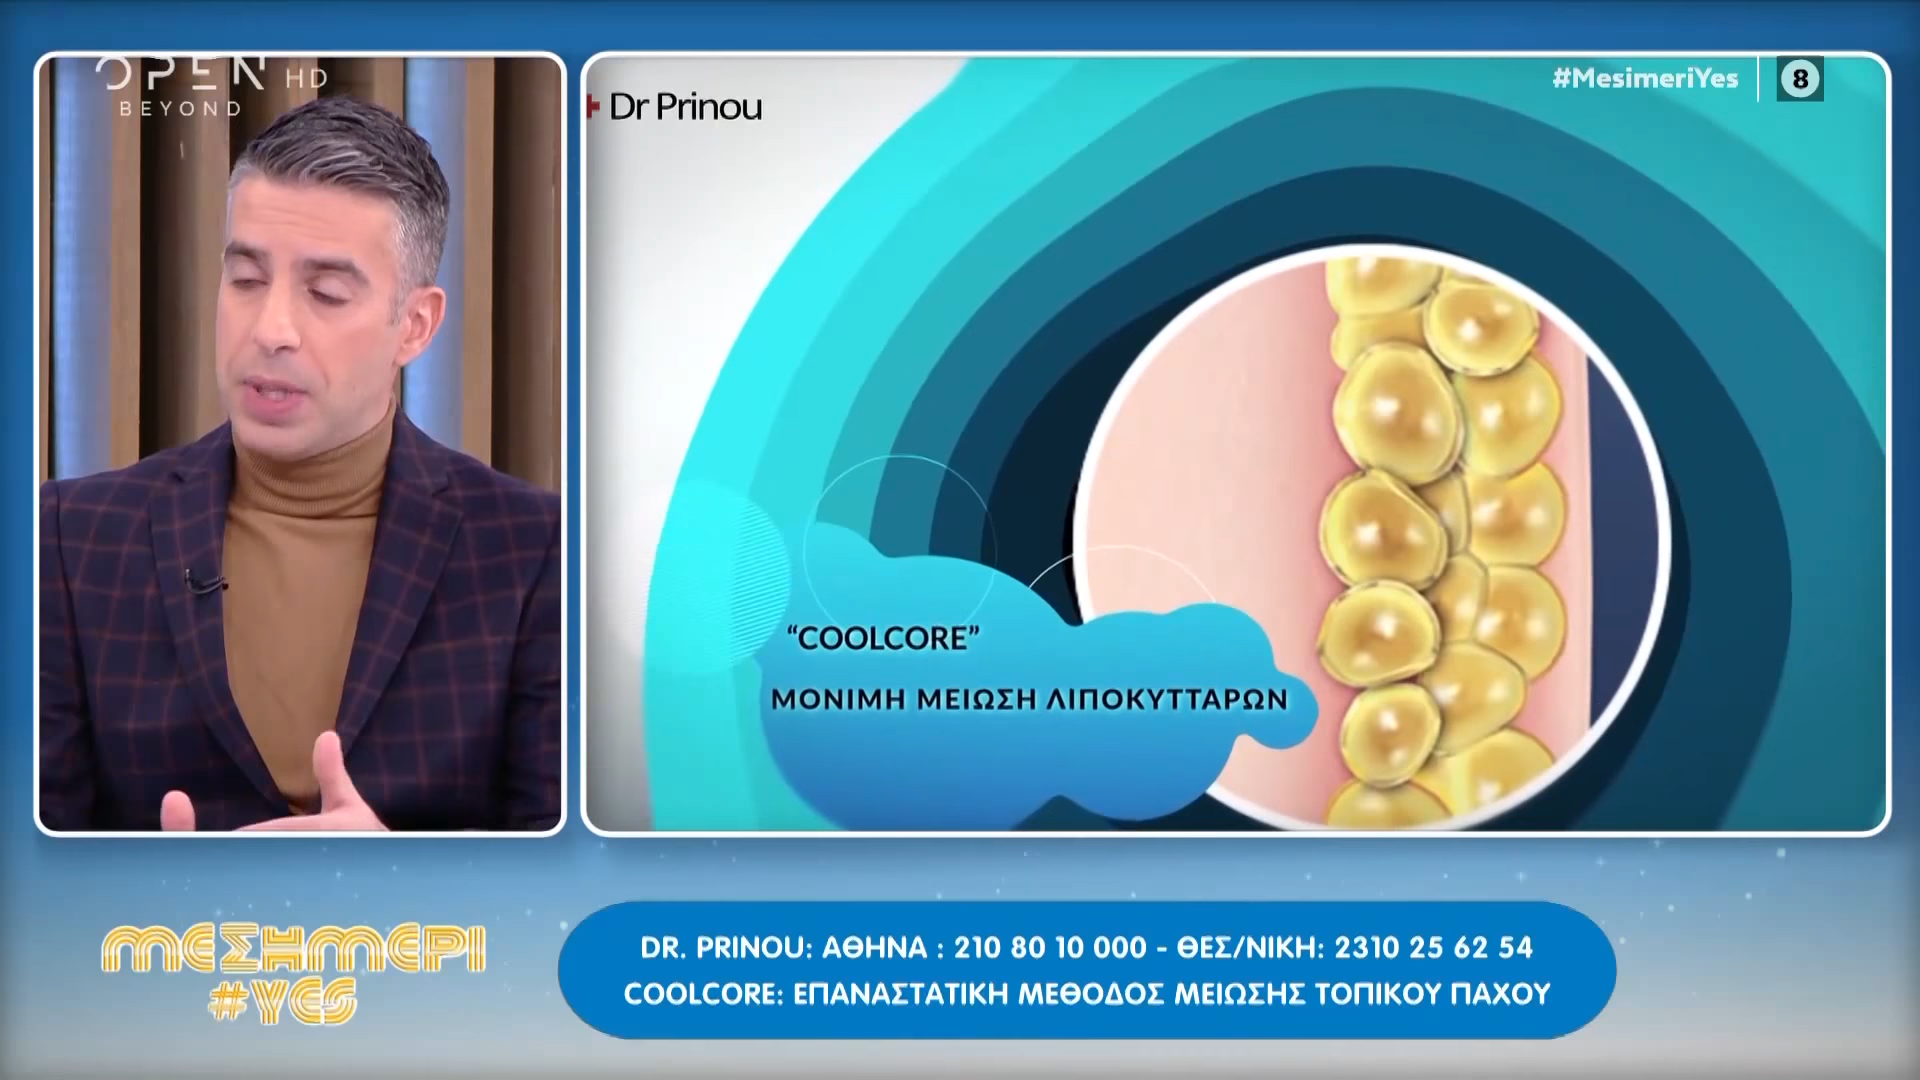 OPEN HD
BEYOND
Dr Prinou
#MesimeriYes
8
“COOLCORE”
ΜΟΝΙΜΗ ΜΕΙΩΣΗ ΛΙΠΟΚΥΤΤΑΡΩΝ
ΜΕΣΗΜΕΡΙ
#YES
DR. PRINOU: ΑΘΗΝΑ : 210 80 10 000 - ΘΕΣ/ΝΙΚΗ: 2310 25 62 54
COOLCORE: ΕΠΑΝΑΣΤΑΤΙΚΗ ΜΕΘΟΔΟΣ ΜΕΙΩΣΗΣ ΤΟΠΙΚΟΥ ΠΑΧΟΥ